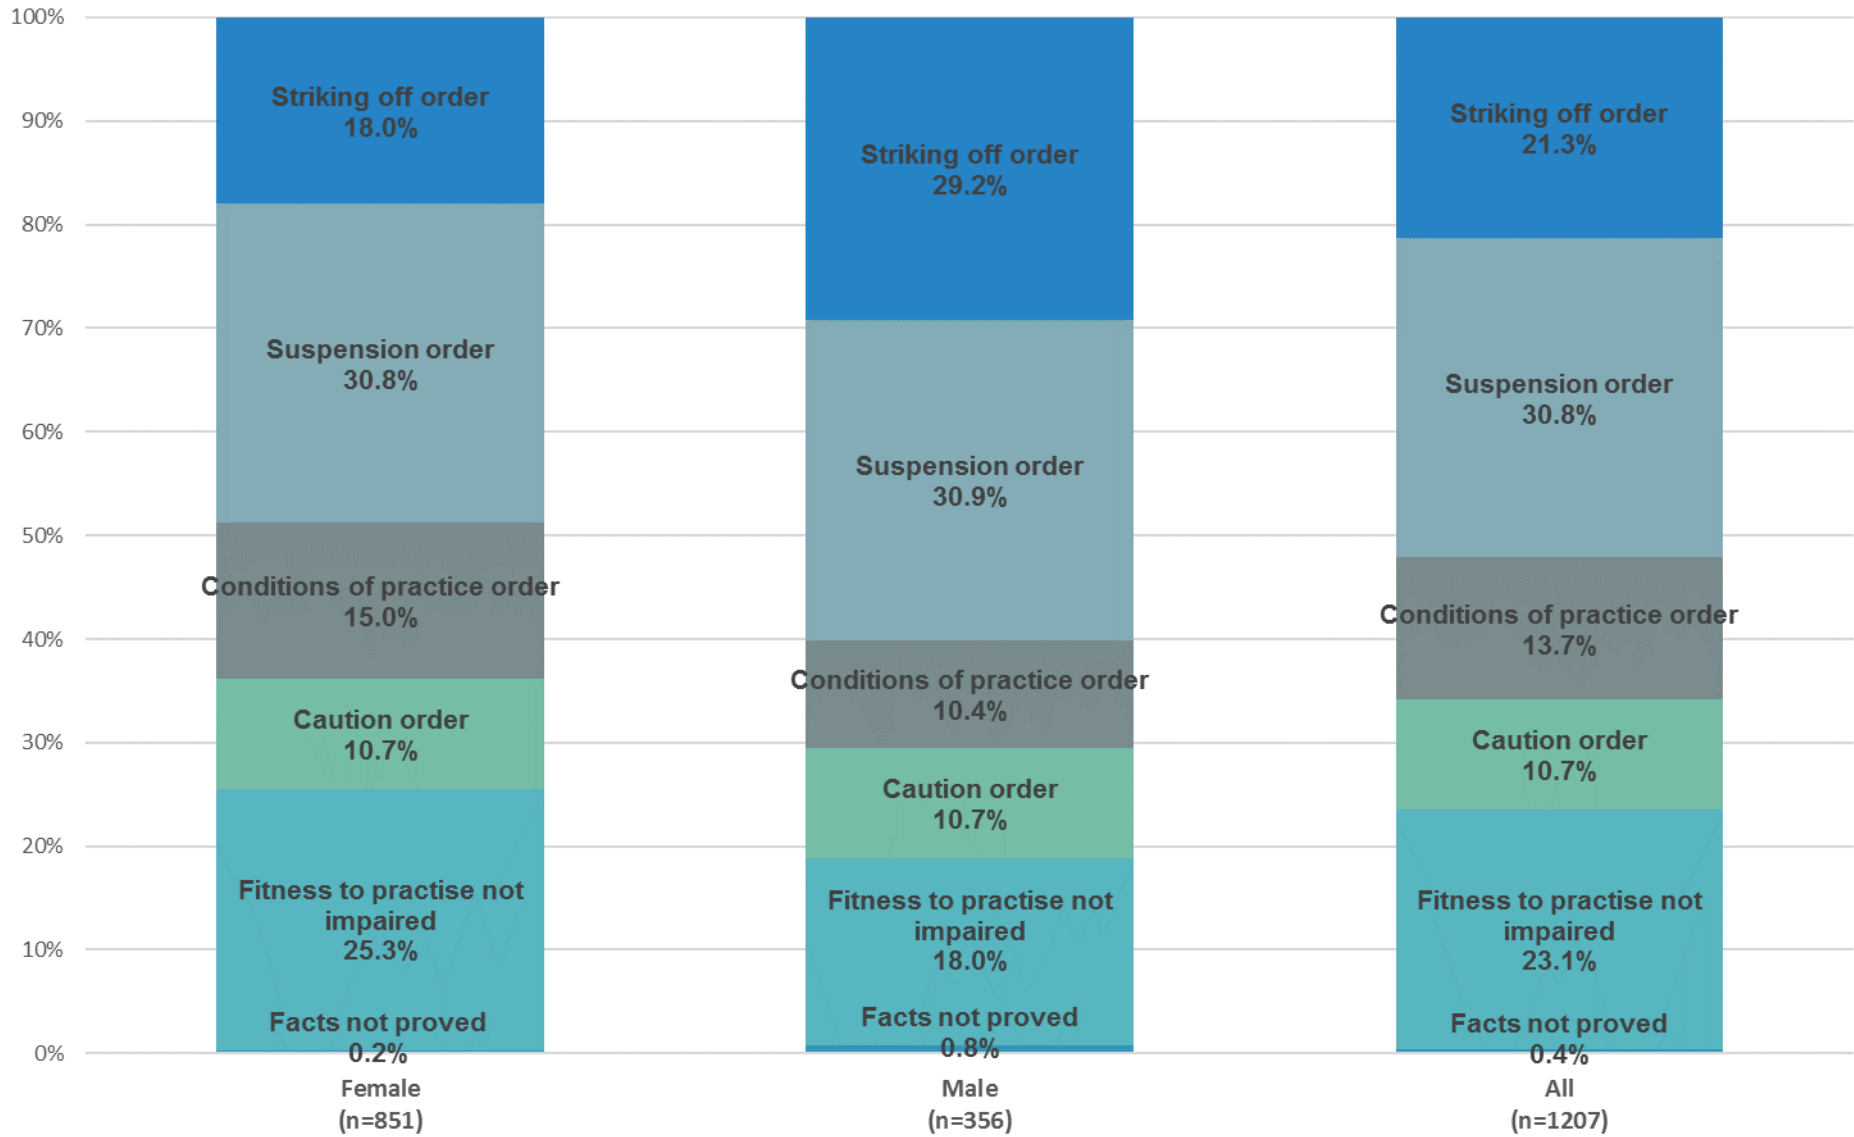 100%
90%
80%
70%
60%
50%
40%
30%
20%
10%
0%
Striking off order
18.0%
Suspension order
30.8%
Conditions of practice order
15.0%
Caution order
10.7%
Fitness to practise not
impaired
25.3%
Facts not proved
0.2%
Female
(n=851)
Striking off order
29.2%
Suspension order
30.9%
Conditions of practice order
10.4%
Caution order
10.7%
Fitness to practise not
impaired
18.0%
Facts not proved
0.8%
Male
(n=356)
Striking off order
21.3%
Suspension order
30.8%
Conditions of practice order
13.7%
Caution order
10.7%
Fitness to practise not
impaired
23.1%
Facts not proved
0.4%
All
(n=1207)